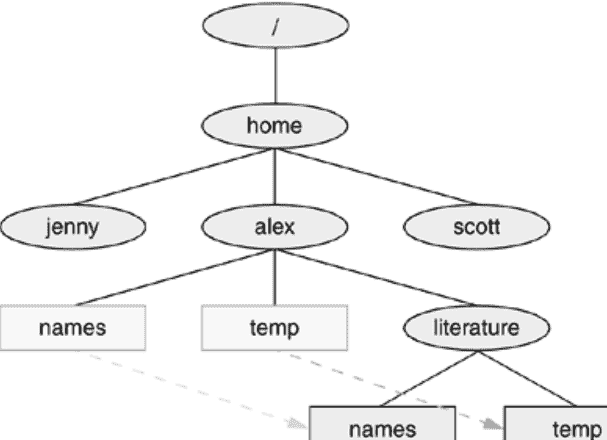 /
home
jenny alex scott
names temp literature
names temp